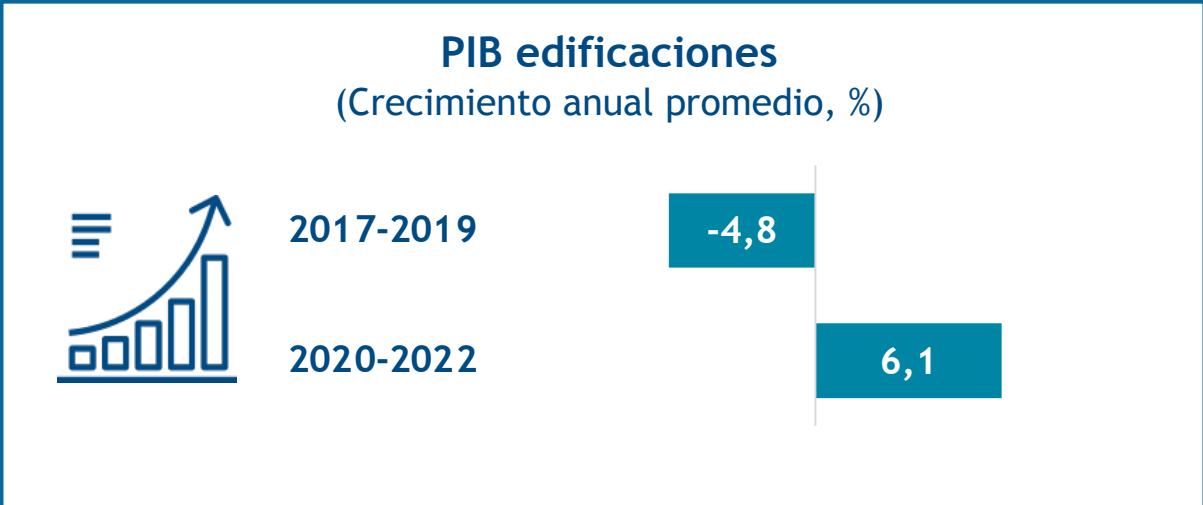 PIB edificaciones
(Crecimiento anual promedio, %)
2017-2019
-4,8
2020-2022
6,1